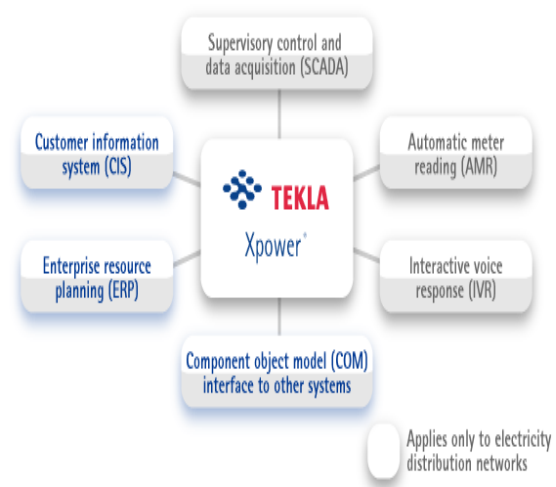 Supervisory control and
data acquisition (SCADA)
Customer information
system (CIS)
Automatic meter
reading (AMR)
TEKLA
Xpower®
Enterprise resource
planning (ERP)
Interactive voice
response (IVR)
Component object model (COM)
interface to other systems
Applies only to electricity
distribution networks